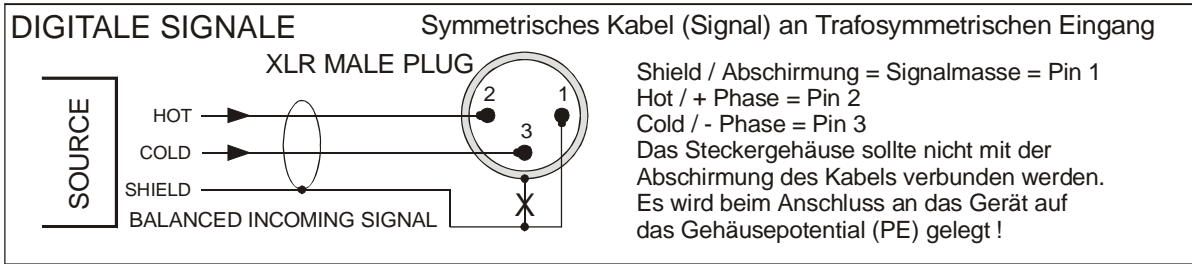 DIGITALE SIGNALE
Symmetrisches Kabel (Signal) an Trafosymmetrischen Eingang
XLR MALE PLUG
SOURCE
HOT
COLD
SHIELD
BALANCED INCOMING SIGNAL
2
1
3
X
Shield / Abschirmung = Signalmasse = Pin 1
Hot / + Phase = Pin 2
Cold / - Phase = Pin 3
Das Steckergehäuse sollte nicht mit der
Abschirmung des Kabels verbunden werden.
Es wird beim Anschluss an das Gerät auf
das Gehäusepotential (PE) gelegt !